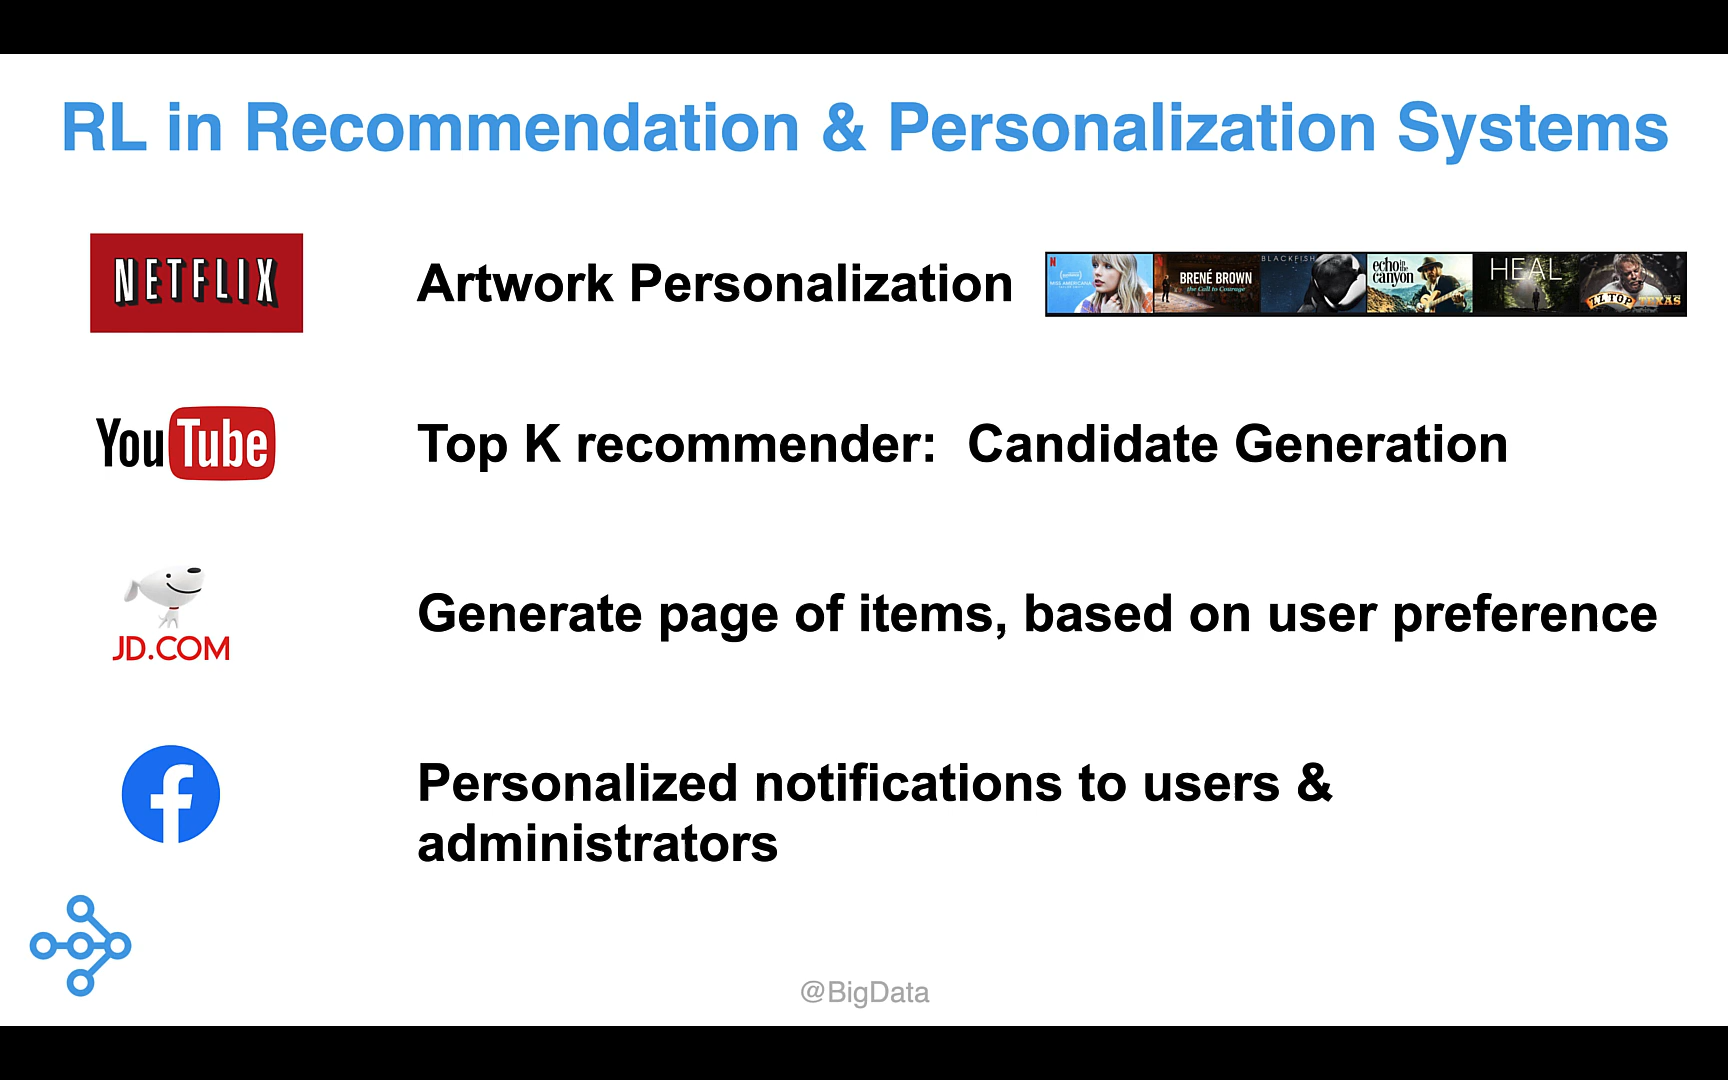 RL in Recommendation & Personalization Systems
NETFLIX
Artwork Personalization
N
MISS AMERICANA
BRENÉ BROWN
the Call to Courage
BLACKFISH
echo in the
canyon
HEAL
ZZ TOP TEXAS
YouTube
Top K recommender:  Candidate Generation
JD.COM
Generate page of items, based on user preference
f
Personalized notifications to users &
administrators
@BigData